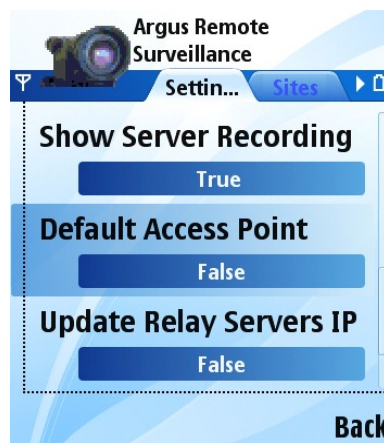 Argus Remote
Surveillance
Settin...
Sites
Show Server Recording
True
Default Access Point
False
Update Relay Servers IP
False
Back